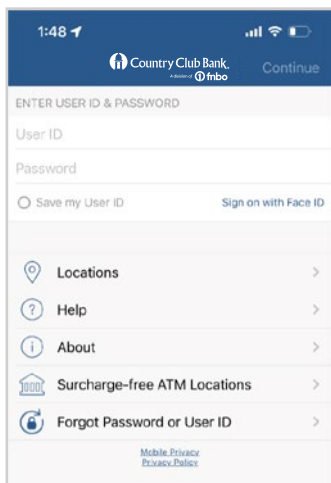 1:48
Country Club Bank.
A division of fnbo
Continue
ENTER USER ID & PASSWORD
User ID
Password
Save my User ID
Sign on with Face ID
Locations
Help
About
Surcharge-free ATM Locations
Forgot Password or User ID
Mobile Privacy
Privacy Policy